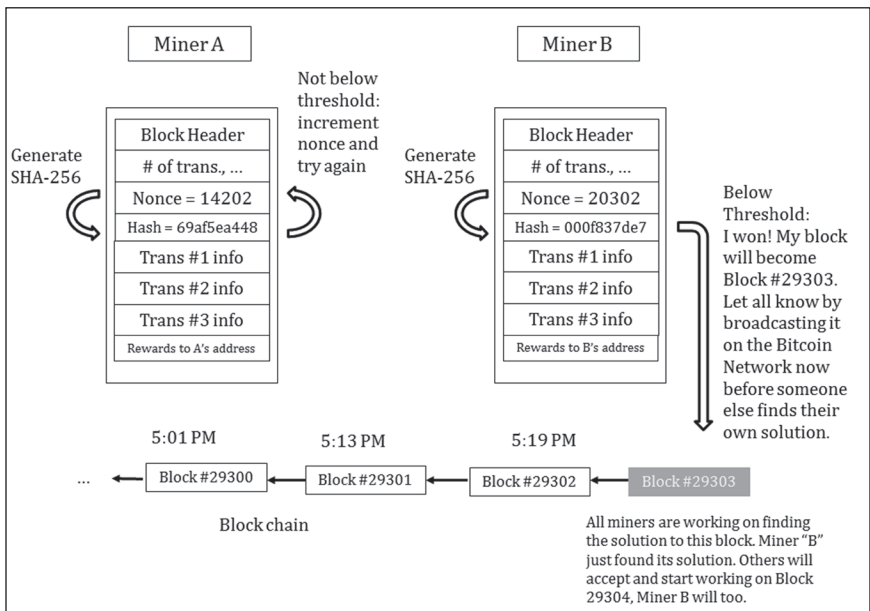 Miner A
Miner B
Not below
threshold:
increment
nonce and
try again
Generate
SHA-256
Block Header
# of trans., ...
Nonce = 14202
Hash = 69af5ea448
Trans #1 info
Trans #2 info
Trans #3 info
Rewards to A's address
Generate
SHA-256
Block Header
# of trans., ...
Nonce = 20302
Hash = 000f837de7
Trans #1 info
Trans #2 info
Trans #3 info
Rewards to B's address
Below
Threshold:
I won! My block
will become
Block #29303.
Let all know by
broadcasting it
on the Bitcoin
Network now
before someone
else finds their
own solution.
5:01 PM
5:13 PM
5:19 PM
...
Block #29300
Block #29301
Block #29302
Block #29303
Block chain
All miners are working on finding
the solution to this block. Miner “B”
just found its solution. Others will
accept and start working on Block
29304, Miner B will too.